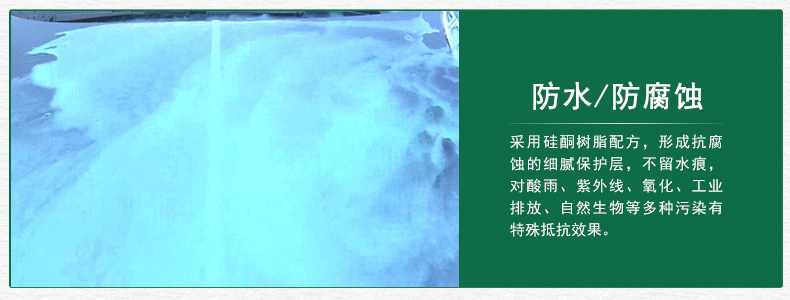 防水/防腐蚀
采用硅酮树脂配方，形成抗腐
蚀的细腻保护层，不留水痕，
对酸雨、紫外线、氧化、工业
排放、自然生物等多种污染有
特殊抵抗效果。